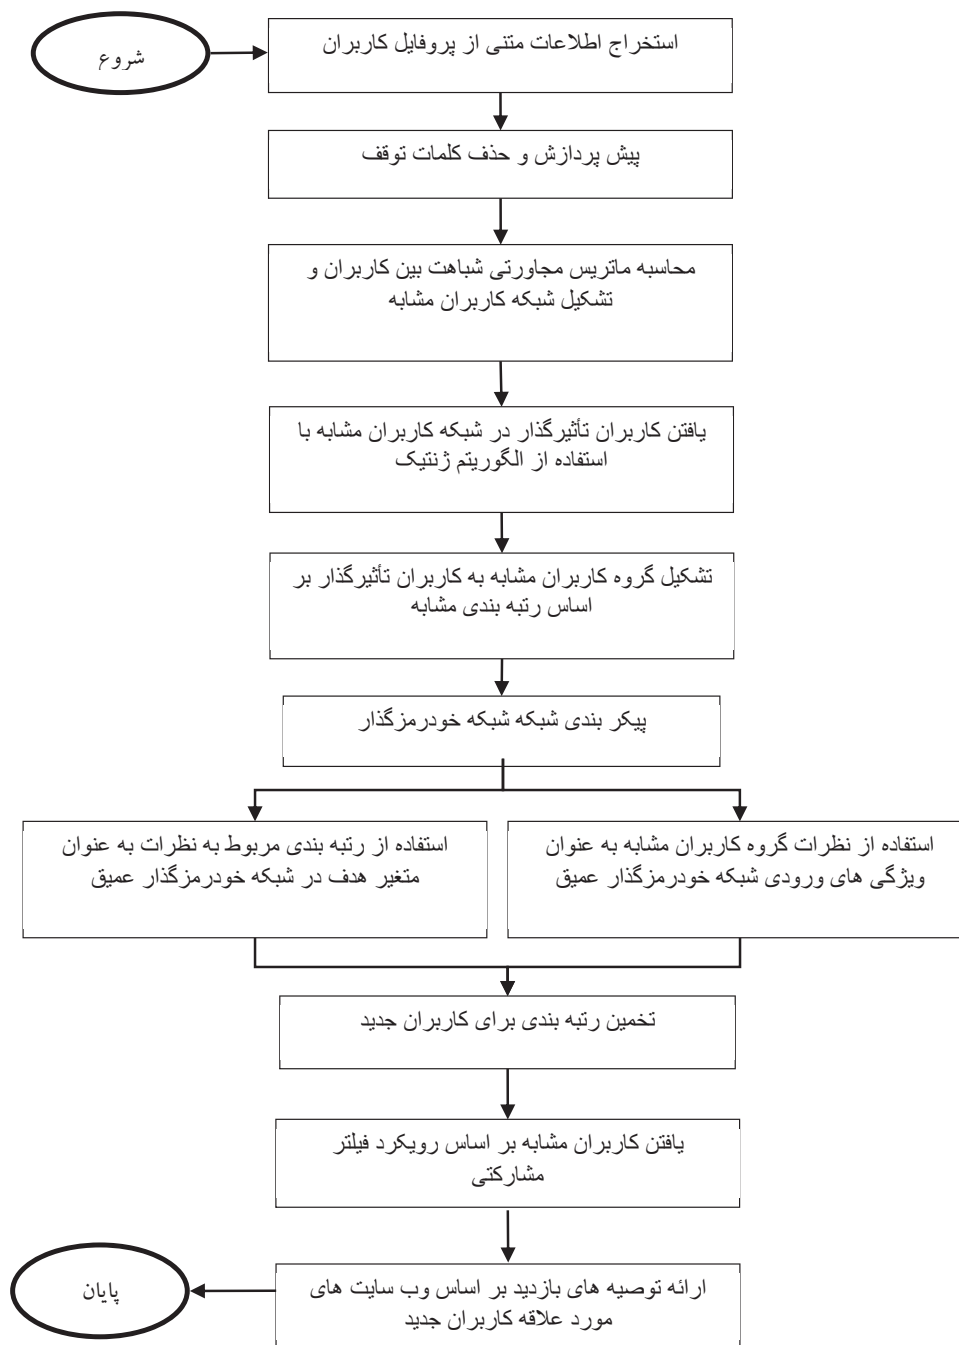 شروع
استخراج اطلاعات متنی از پروفایل کاربران
پیش پردازش و حذف کلمات توقف
محاسبه ماتریس مجاورتی شباهت بین کاربران و
تشکیل شبکه کاربران مشابه
یافتن کاربران تأثیرگذار در شبکه کاربران مشابه با
استفاده از الگوریتم ژنتیک
تشکیل گروه کاربران مشابه به کاربران تأثیرگذار بر
اساس رتبه بندی مشابه
پیکر بندی شبکه شبکه خودرمزگذار
استفاده از نظرات گروه کاربران مشابه به عنوان
ویژگی های ورودی شبکه خودرمزگذار عمیق
استفاده از رتبه بندی مربوط به نظرات به عنوان
متغیر هدف در شبکه خودرمزگذار عمیق
تخمین رتبه بندی برای کاربران جدید
یافتن کاربران مشابه بر اساس رویکرد فیلتر
مشارکتی
ارائه توصیه های بازدید بر اساس وب سایت های
مورد علاقه کاربران جدید
پایان